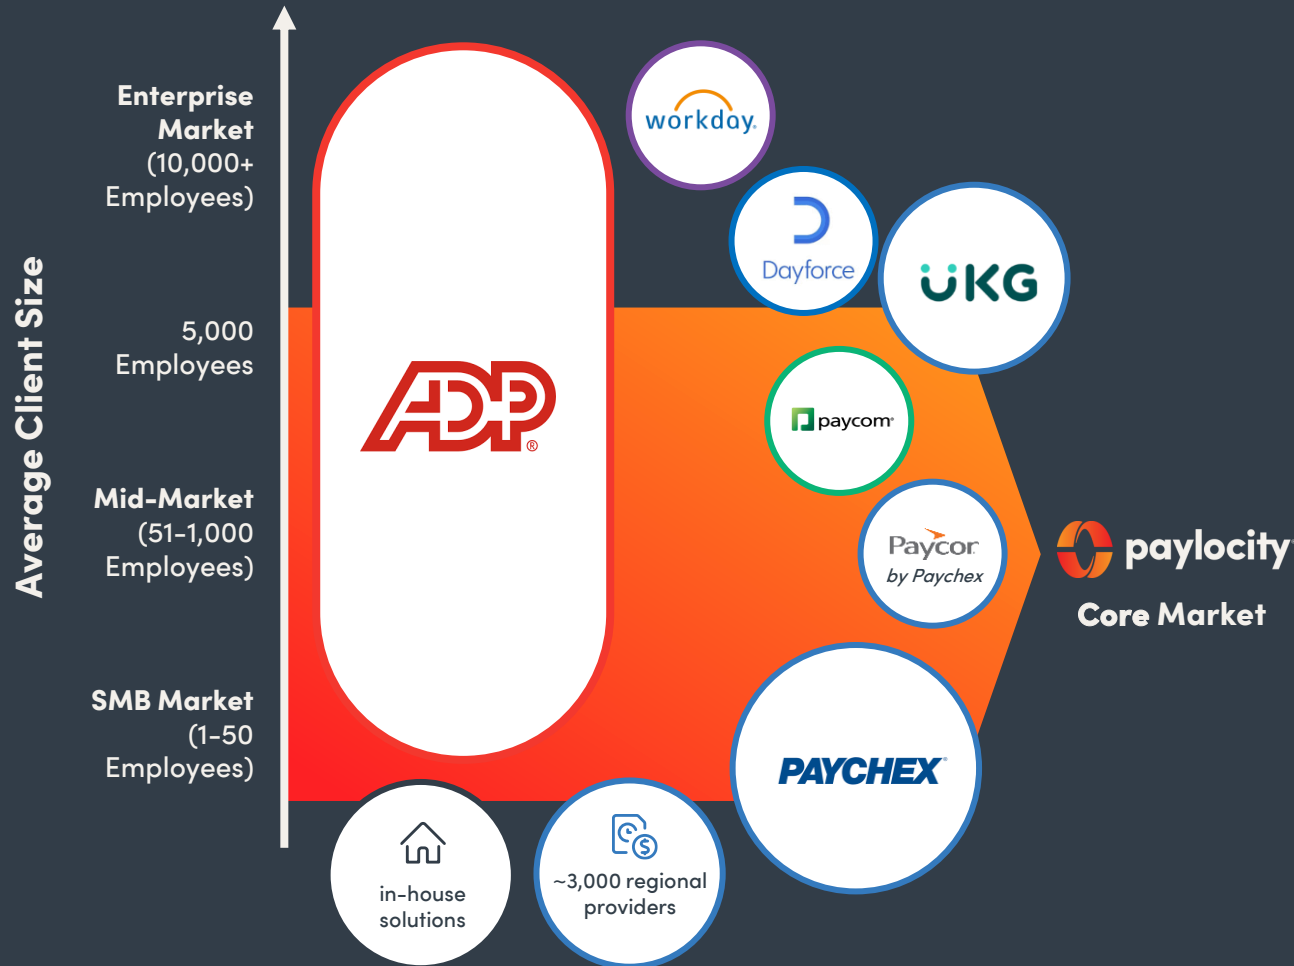 Average Client Size
Enterprise
Market
(10,000+
Employees)
5,000
Employees
Mid-Market
(51-1,000
Employees)
SMB Market
(1-50
Employees)
ADP®
workday.
Dayforce
UKG
paycom
Paycor
by Paychex
PAYCHEX
in-house
solutions
$
~3,000 regional
providers
paylocity
Core Market